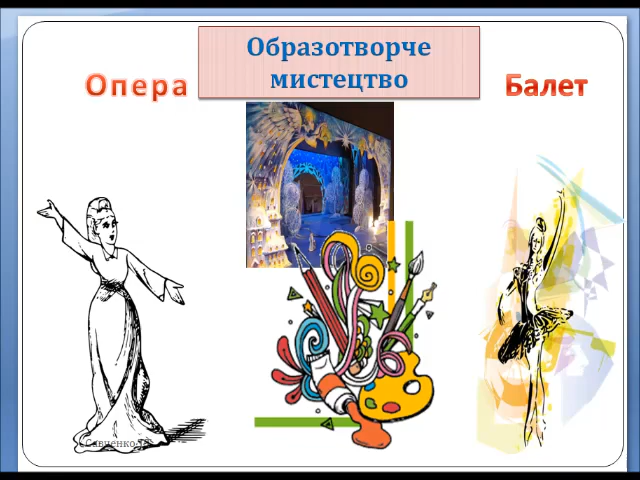 Образотворче
мистецтво
Опера
Балет